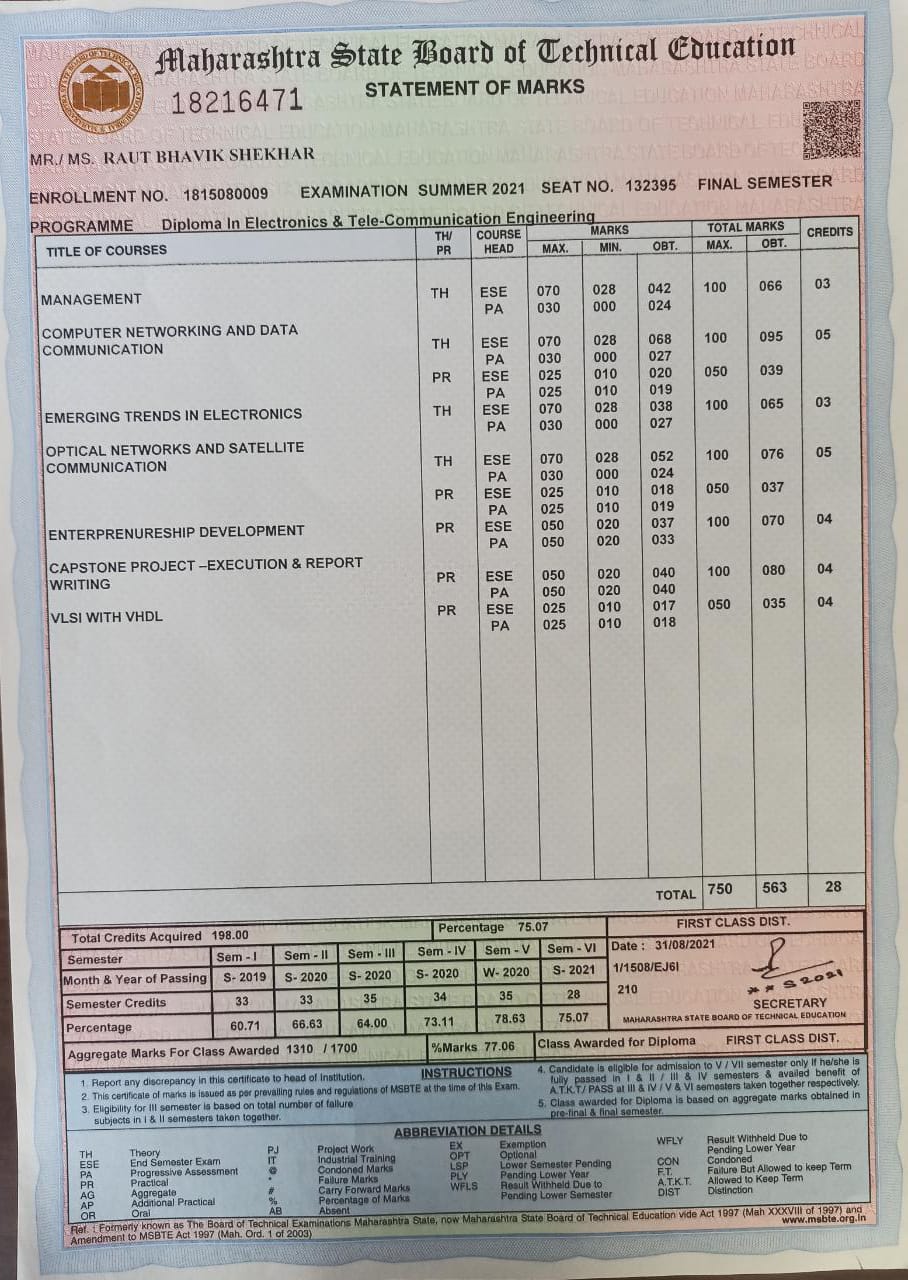 Maharashtra State Board of Technical Education
18216471
STATEMENT OF MARKS
MR./ MS. RAUT BHAVIK SHEKHAR
ENROLLMENT NO. 1815080009 EXAMINATION SUMMER 2021 SEAT NO. 132395 FINAL SEMESTER
PROGRAMME Diploma In Electronics & Tele-Communication Engineering
TITLE OF COURSES TH/ PR COURSE HEAD MARKS MAX. MIN. OBT. TOTAL MARKS MAX. OBT. CREDITS
MANAGEMENT TH ESE 070 028 042 100 066 03
PA 030 000 024
COMPUTER NETWORKING AND DATA
COMMUNICATION TH ESE 070 028 068 100 095 05
PA 030 000 027
PR ESE 025 010 020 050 039
PA 025 010 019
EMERGING TRENDS IN ELECTRONICS TH ESE 070 028 038 100 065 03
PA 030 000 027
OPTICAL NETWORKS AND SATELLITE
COMMUNICATION TH ESE 070 028 052 100 076 05
PA 030 000 024
PR ESE 025 010 018 050 037
PA 025 010 019
ENTERPRENURESHIP DEVELOPMENT PR ESE 050 020 037 100 070 04
PA 050 020 033
CAPSTONE PROJECT –EXECUTION & REPORT
WRITING PR ESE 050 020 040 100 080 04
PA 050 020 040
VLSI WITH VHDL PR ESE 025 010 017 050 035 04
PA 025 010 018
TOTAL 750 563 28
Total Credits Acquired 198.00 Percentage 75.07 FIRST CLASS DIST.
Semester Sem - I Sem - II Sem - III Sem - IV Sem - V Sem - VI
Month & Year of Passing S- 2019 S- 2020 S- 2020 S- 2020 W- 2020 S- 2021
Semester Credits 33 33 35 34 35 28
Percentage 60.71 66.63 64.00 73.11 78.63 75.07
Date : 31/08/2021
1/1508/EJ6I
210
** S 2021
SECRETARY
MAHARASHTRA STATE BOARD OF TECHNICAL EDUCATION
Aggregate Marks For Class Awarded 1310 / 1700 %Marks 77.06 Class Awarded for Diploma FIRST CLASS DIST.
INSTRUCTIONS
1. Report any discrepancy in this certificate to head of Institution.
2. This certificate of marks is issued as per prevailing rules and regulations of MSBTE at the time of this Exam.
3. Eligibility for III semester is based on total number of failure
subjects in I & II semesters taken together.
4. Candidate is eligible for admission to V / VII semester only If he/she is
fully passed in I & II / III & IV semesters & availed benefit of
A.T.K.T./ PASS at III & IV / V & VI semesters taken together respectively.
5. Class awarded for Diploma is based on aggregate marks obtained in
pre-final & final semester.
ABBREVIATION DETAILS
TH Theory
ESE End Semester Exam
PA Progressive Assessment
PR Practical
AG Aggregate
AP Additional Practical
OR Oral
PJ Project Work
IT Industrial Training
@ Condoned Marks
* Failure Marks
# Carry Forward Marks
% Percentage of Marks
AB Absent
EX Exemption
OPT Optional
LSP Lower Semester Pending
PLY Pending Lower Year
WFLS Result Withheld Due to
Pending Lower Semester
WFLY Result Withheld Due to
Pending Lower Year
CON Condoned
F.T. Failure But Allowed to keep Term
A.T.K.T. Allowed to Keep Term
DIST Distinction
Ref. : Formerly known as The Board of Technical Examinations Maharashtra State, now Maharashtra State Board of Technical Education vide Act 1997 (Mah XXXVIII of 1997) and
Amendment to MSBTE Act 1997 (Mah. Ord. 1 of 2003) www.msbte.org.in